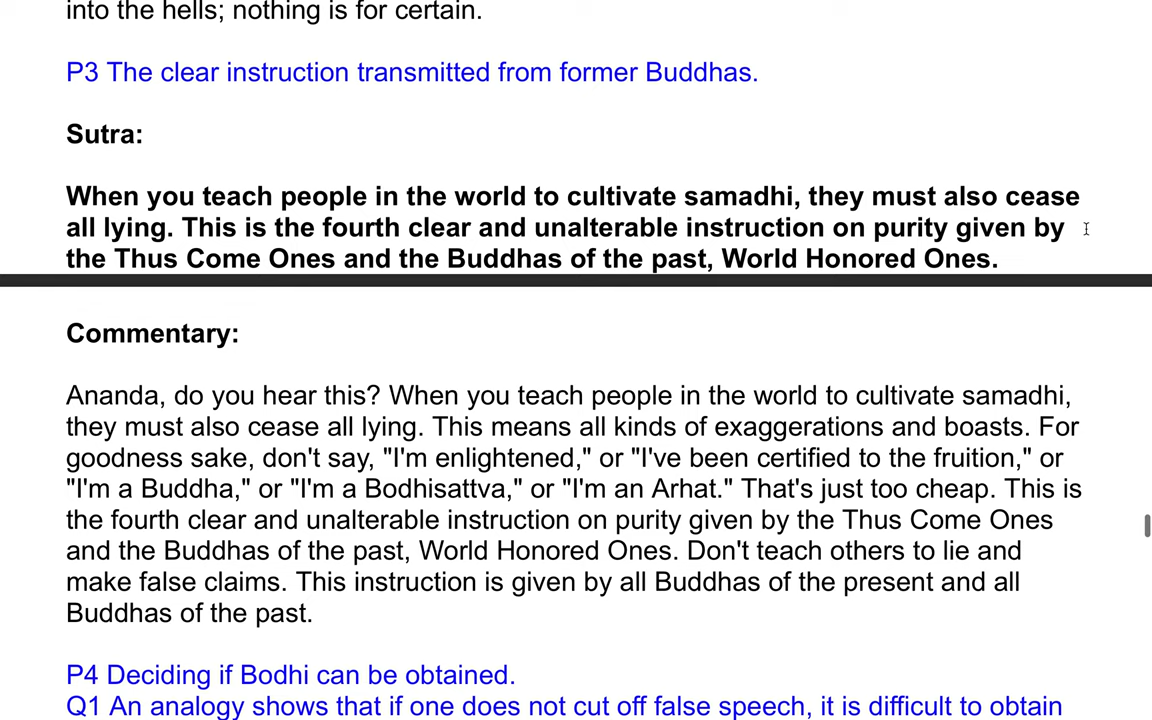 into the hells; nothing is for certain.
P3 The clear instruction transmitted from former Buddhas.
Sutra:
When you teach people in the world to cultivate samadhi, they must also cease
all lying. This is the fourth clear and unalterable instruction on purity given by
the Thus Come Ones and the Buddhas of the past, World Honored Ones.
Commentary:
Ananda, do you hear this? When you teach people in the world to cultivate samadhi,
they must also cease all lying. This means all kinds of exaggerations and boasts. For
goodness sake, don't say, "I'm enlightened," or "I've been certified to the fruition," or
"I'm a Buddha," or "I'm a Bodhisattva," or "I'm an Arhat." That's just too cheap. This is
the fourth clear and unalterable instruction on purity given by the Thus Come Ones
and the Buddhas of the past, World Honored Ones. Don't teach others to lie and
make false claims. This instruction is given by all Buddhas of the present and all
Buddhas of the past.
P4 Deciding if Bodhi can be obtained.
Q1 An analogy shows that if one does not cut off false speech, it is difficult to obtain